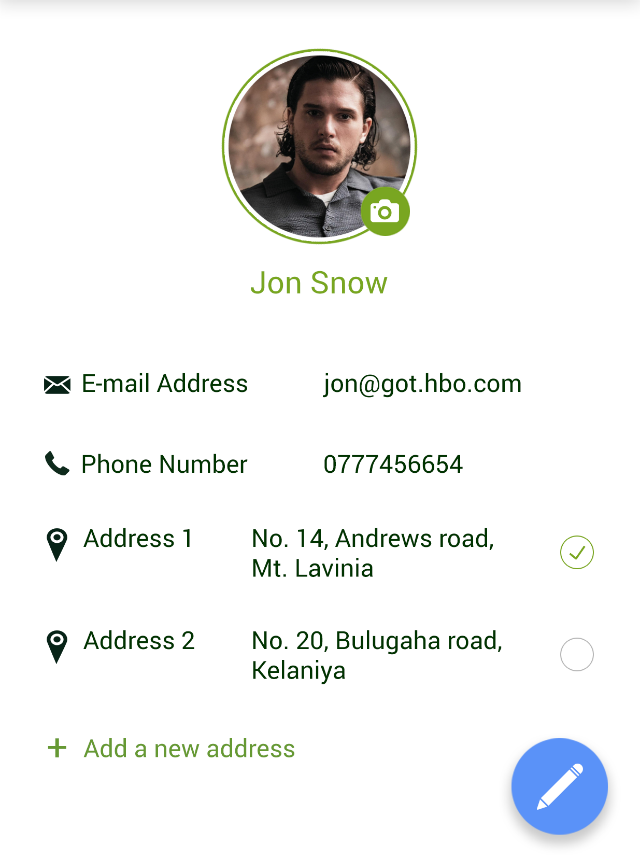 Jon Snow
E-mail Address jon@got.hbo.com
Phone Number 0777456654
Address 1 No. 14, Andrews road,
Mt. Lavinia
Address 2 No. 20, Bulugaha road,
Kelaniya
+ Add a new address